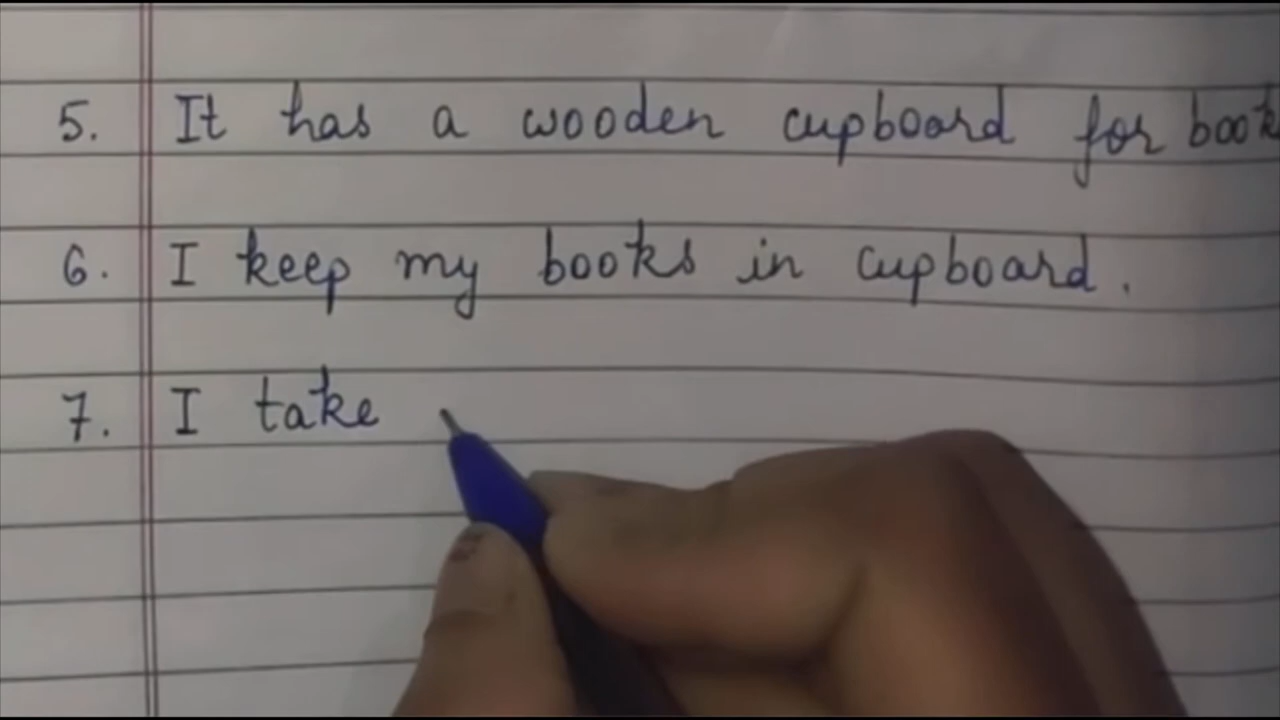 5. It has a wooden cupboard for book
6. I keep my books in cupboard.
7. I take